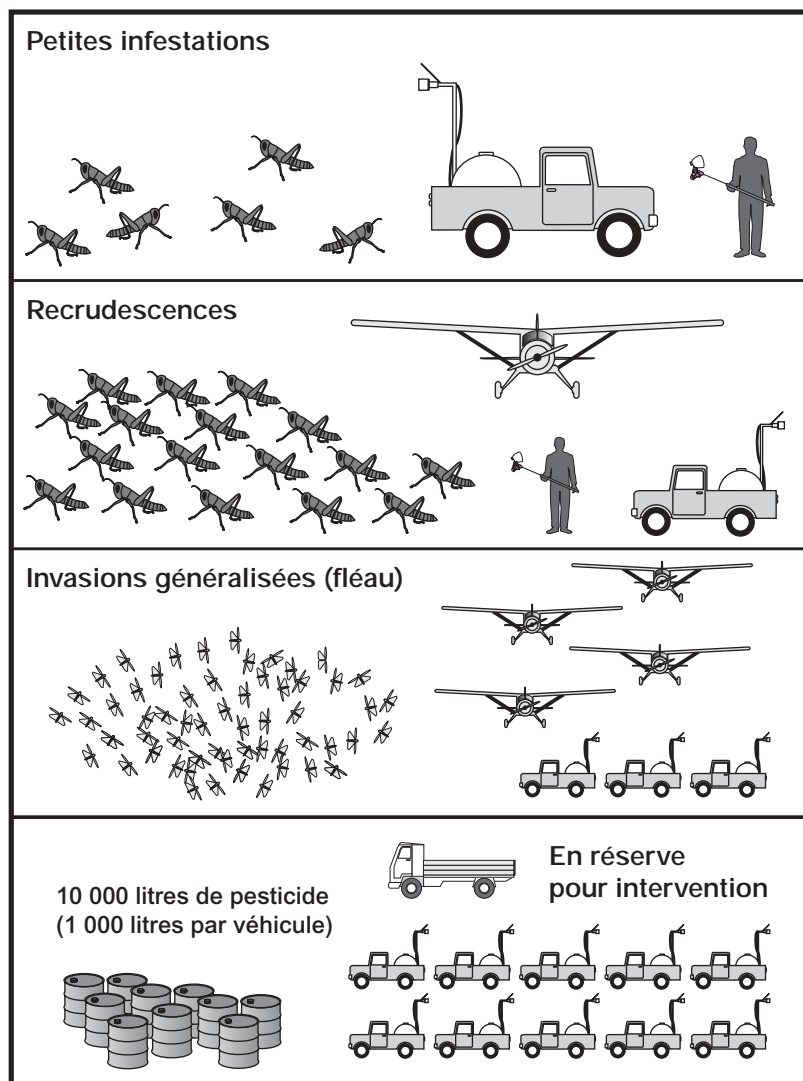 Petites infestations
Recrudescences
Invasions généralisées (fléau)
10 000 litres de pesticide
(1 000 litres par véhicule)
En réserve
pour intervention